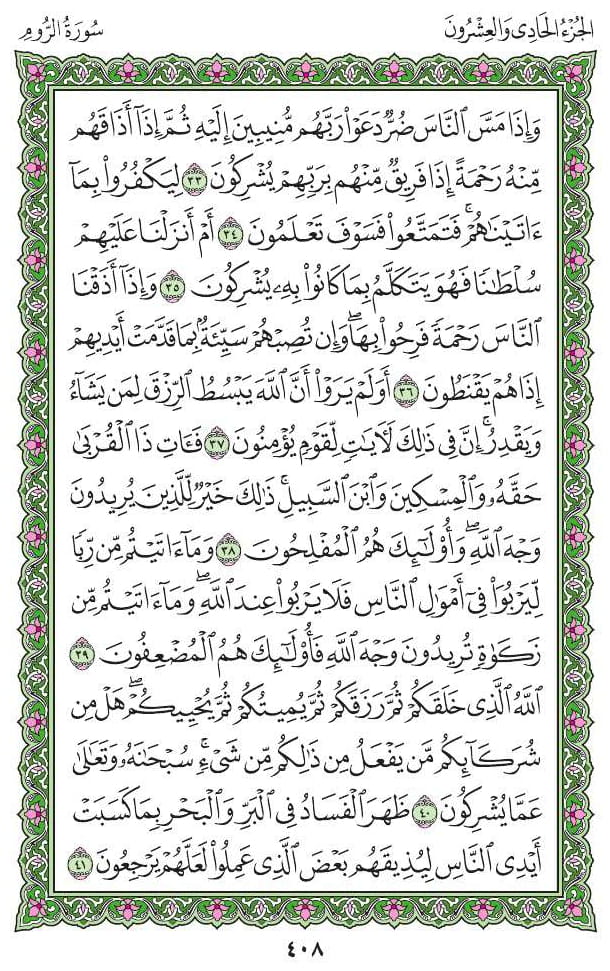 الجُزْءُ الحَادِى وَالعِشْرُونَ سُورَةُ الرُّومِ
وَإِذَا مَسَّ ٱلنَّاسَ ضُرٌّ دَعَوْا۟ رَبَّهُم مُّنِيبِينَ إِلَيْهِ ثُمَّ إِذَآ أَذَاقَهُم
مِّنْهُ رَحْمَةً إِذَا فَرِيقٌ مِّنْهُم بِرَبِّهِمْ يُشْرِكُونَ ٣٣ لِيَكْفُرُوا۟ بِمَآ
ءَاتَيْنَٰهُمْ ۚ فَتَمَتَّعُوا۟ فَسَوْفَ تَعْلَمُونَ ٣٤ أَمْ أَنزَلْنَا عَلَيْهِمْ
سُلْطَٰنًا فَهُوَ يَتَكَلَّمُ بِمَا كَانُوا۟ بِهِۦ يُشْرِكُونَ ٣٥ وَإِذَآ أَذَقْنَا
ٱلنَّاسَ رَحْمَةً فَرِحُوا۟ بِهَا ۖ وَإِن تُصِبْهُمْ سَيِّئَةٌۢ بِمَا قَدَّمَتْ أَيْدِيهِمْ
إِذَا هُمْ يَقْنَطُونَ ٣٦ أَوَلَمْ يَرَوْا۟ أَنَّ ٱللَّهَ يَبْسُطُ ٱلرِّزْقَ لِمَن يَشَآءُ
وَيَقْدِرُ ۚ إِنَّ فِى ذَٰلِكَ لَءَايَٰتٍ لِّقَوْمٍ يُؤْمِنُونَ ٣٧ فَـَٔاتِ ذَا ٱلْقُرْبَىٰ
حَقَّهُۥ وَٱلْمِسْكِينَ وَٱبْنَ ٱلسَّبِيلِ ۚ ذَٰلِكَ خَيْرٌ لِّلَّذِينَ يُرِيدُونَ
وَجْهَ ٱللَّهِ ۖ وَأُو۟لَٰٓئِكَ هُمُ ٱلْمُفْلِحُونَ ٣٨ وَمَآ ءَاتَيْتُم مِّن رِّبًا
لِّيَرْبُوَا۟ فِىٓ أَمْوَٰلِ ٱلنَّاسِ فَلَا يَرْبُوا۟ عِندَ ٱللَّهِ ۖ وَمَآ ءَاتَيْتُم مِّن
زَكَوٰةٍ تُرِيدُونَ وَجْهَ ٱللَّهِ فَأُو۟لَٰٓئِكَ هُمُ ٱلْمُضْعِفُونَ ٣٩
ٱللَّهُ ٱلَّذِى خَلَقَكُمْ ثُمَّ رَزَقَكُمْ ثُمَّ يُمِيتُكُمْ ثُمَّ يُحْيِيكُمْ ۖ هَلْ مِن
شُرَكَآئِكُم مَّن يَفْعَلُ مِن ذَٰلِكُم مِّن شَىْءٍ ۚ سُبْحَٰنَهُۥ وَتَعَٰلَىٰ
عَمَّا يُشْرِكُونَ ٤٠ ظَهَرَ ٱلْفَسَادُ فِى ٱلْبَرِّ وَٱلْبَحْرِ بِمَا كَسَبَتْ
أَيْدِى ٱلنَّاسِ لِيُذِيقَهُم بَعْضَ ٱلَّذِى عَمِلُوا۟ لَعَلَّهُمْ يَرْجِعُونَ ٤١
٤٠٨